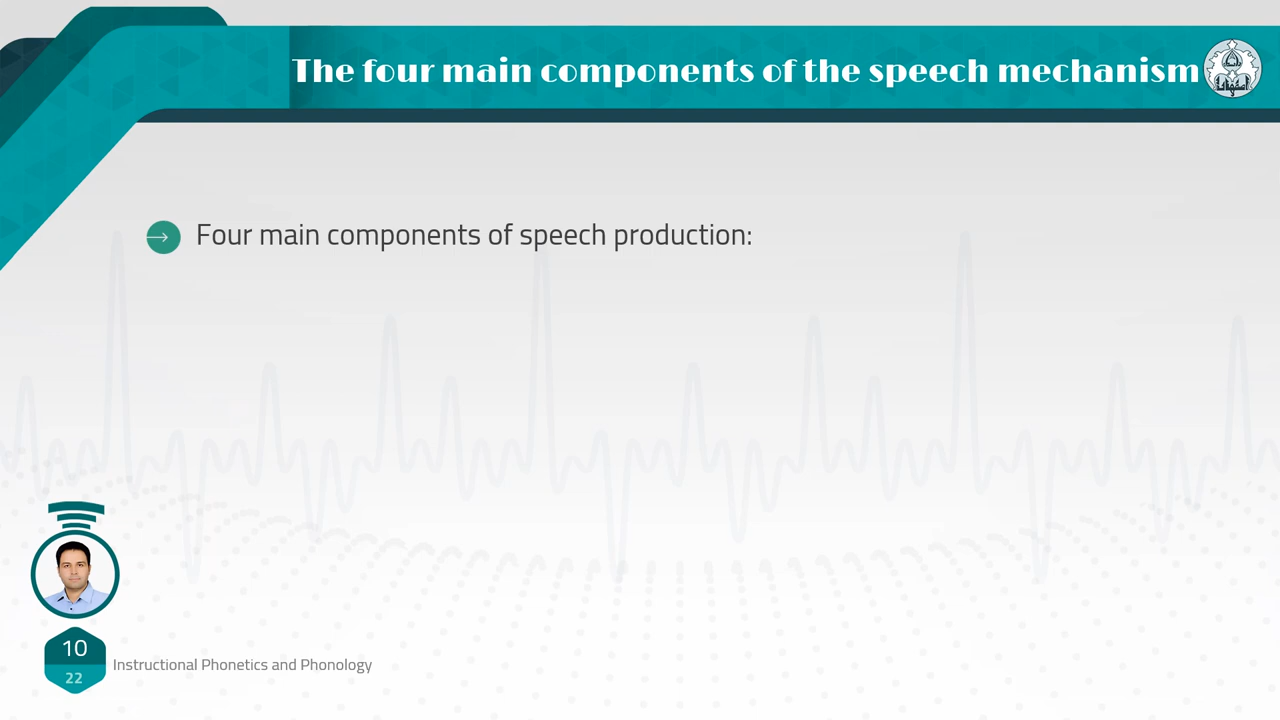 The four main components of the speech mechanism
Four main components of speech production:
10
22
Instructional Phonetics and Phonology